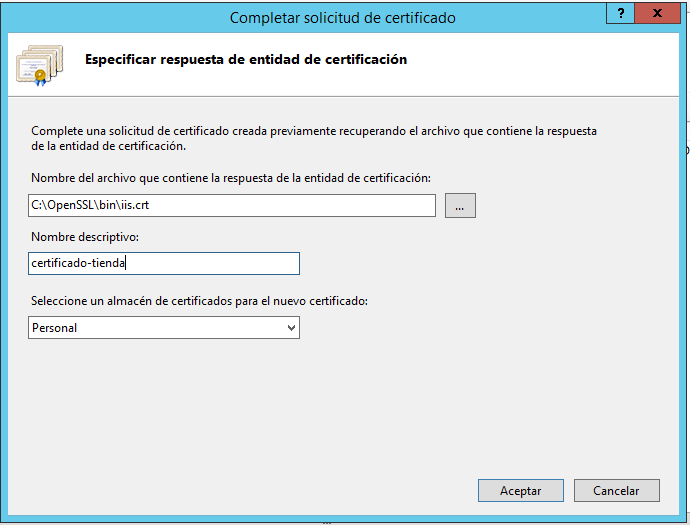 Completar solicitud de certificado
?
x
Especificar respuesta de entidad de certificación
Complete una solicitud de certificado creada previamente recuperando el archivo que contiene la respuesta
de la entidad de certificación.
Nombre del archivo que contiene la respuesta de la entidad de certificación:
C:\OpenSSL\bin\iis.crt
...
Nombre descriptivo:
certificado-tienda
Seleccione un almacén de certificados para el nuevo certificado:
Personal
Aceptar
Cancelar